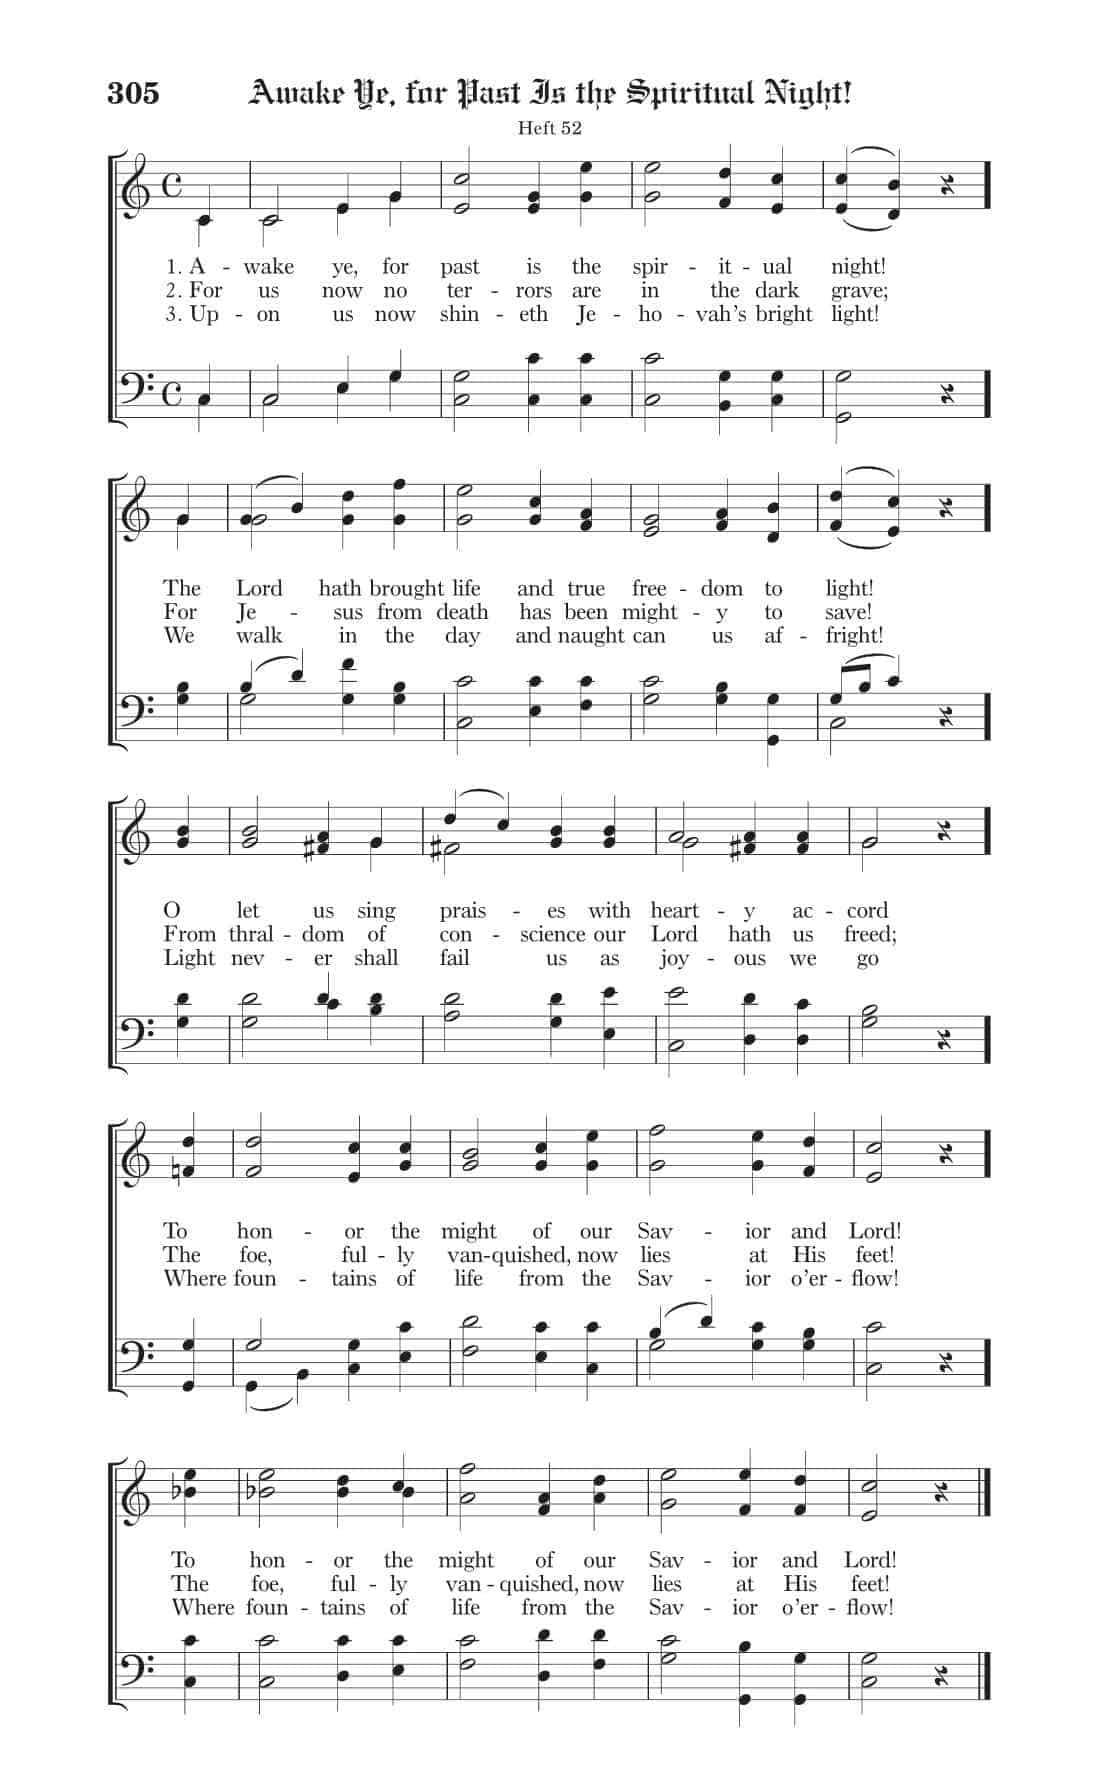 305 Awake Ye, for Past Is the Spiritual Night!
Heft 52
1. A - wake ye, for past is the spir - it - ual night!
2. For us now no ter - rors are in the dark grave;
3. Up - on us now shin - eth Je - ho - vah's bright light!
The Lord hath brought life and true free - dom to light!
For Je - sus from death has been might - y to save!
We walk in the day and naught can us af - fright!
O let us sing prais - es with heart - y ac - cord
From thral - dom of con - science our Lord hath us freed;
Light nev - er shall fail us as joy - ous we go
To hon - or the might of our Sav - ior and Lord!
The foe, ful - ly van - quished, now lies at His feet!
Where foun - tains of life from the Sav - ior o'er - flow!
To hon - or the might of our Sav - ior and Lord!
The foe, ful - ly van - quished, now lies at His feet!
Where foun - tains of life from the Sav - ior o'er - flow!